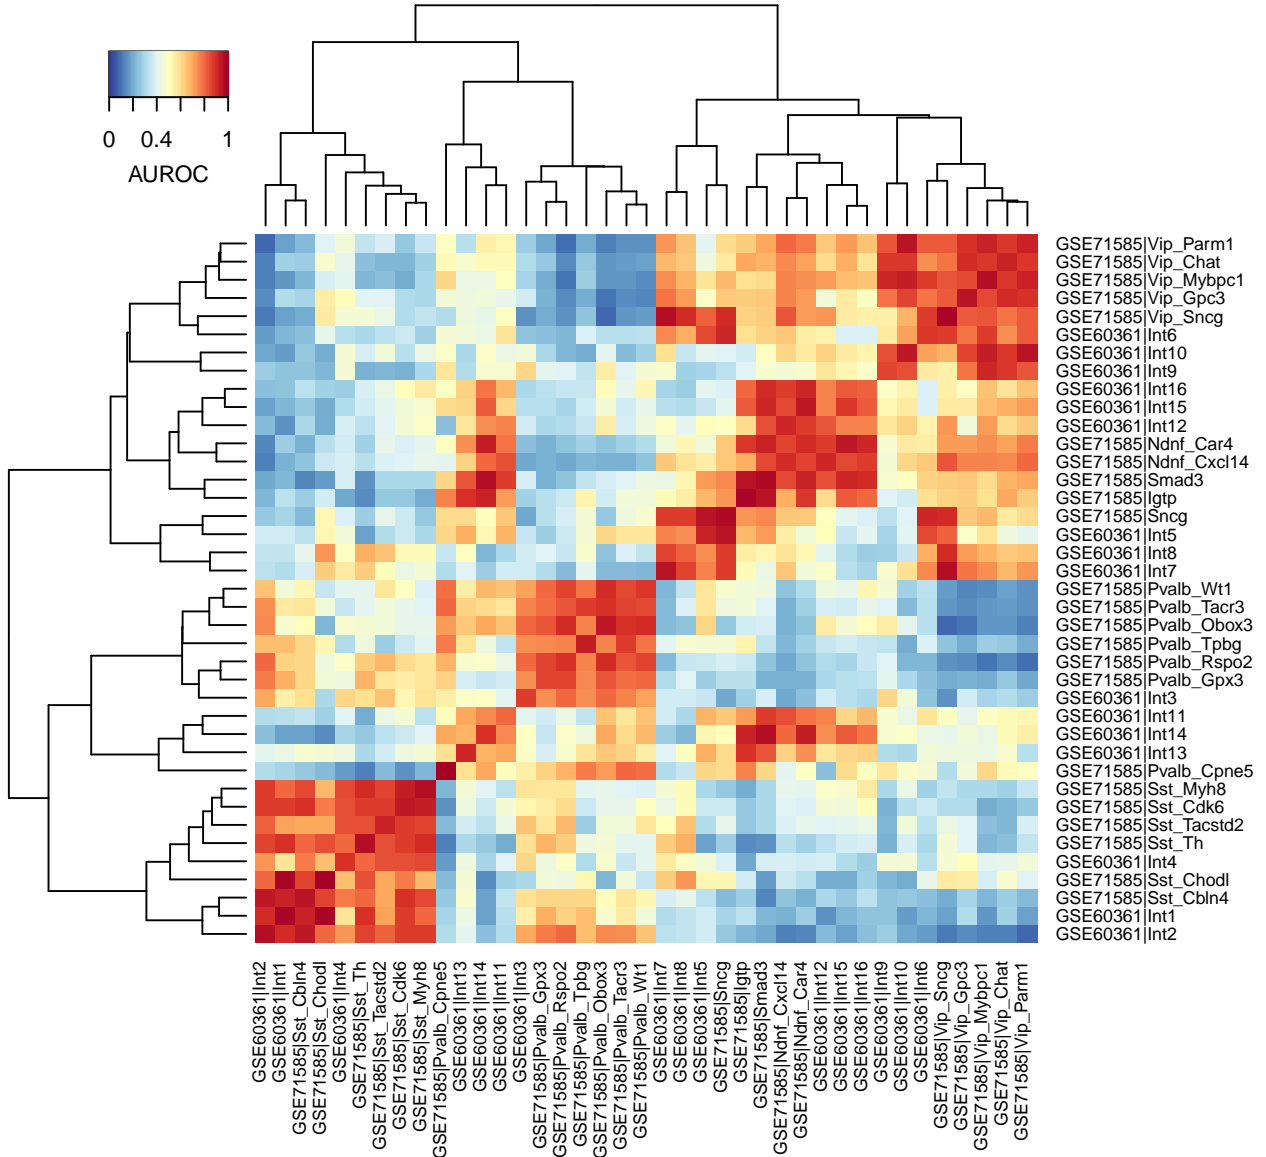 0 0.4 1
AUROC
GSE71585|Vip_Parm1
GSE71585|Vip_Chat
GSE71585|Vip_Mybpc1
GSE71585|Vip_Gpc3
GSE71585|Vip_Sncg
GSE60361|Int6
GSE60361|Int10
GSE60361|Int9
GSE60361|Int16
GSE60361|Int15
GSE60361|Int12
GSE71585|Ndnf_Car4
GSE71585|Ndnf_Cxcl14
GSE71585|Smad3
GSE71585|Igtp
GSE71585|Sncg
GSE60361|Int5
GSE60361|Int8
GSE60361|Int7
GSE71585|Pvalb_Wt1
GSE71585|Pvalb_Tacr3
GSE71585|Pvalb_Obox3
GSE71585|Pvalb_Tpbg
GSE71585|Pvalb_Rspo2
GSE71585|Pvalb_Gpx3
GSE60361|Int3
GSE60361|Int11
GSE60361|Int14
GSE60361|Int13
GSE71585|Pvalb_Cpne5
GSE71585|Sst_Myh8
GSE71585|Sst_Cdk6
GSE71585|Sst_Tacstd2
GSE71585|Sst_Th
GSE60361|Int4
GSE71585|Sst_Chodl
GSE71585|Sst_Cbln4
GSE60361|Int1
GSE60361|Int2
GSE60361|Int2
GSE60361|Int1
GSE71585|Sst_Cbln4
GSE71585|Sst_Chodl
GSE60361|Int4
GSE71585|Sst_Th
GSE71585|Sst_Tacstd2
GSE71585|Sst_Cdk6
GSE71585|Sst_Myh8
GSE71585|Pvalb_Cpne5
GSE60361|Int13
GSE60361|Int14
GSE60361|Int11
GSE60361|Int3
GSE71585|Pvalb_Gpx3
GSE71585|Pvalb_Rspo2
GSE71585|Pvalb_Tpbg
GSE71585|Pvalb_Obox3
GSE71585|Pvalb_Tacr3
GSE71585|Pvalb_Wt1
GSE60361|Int7
GSE60361|Int8
GSE60361|Int5
GSE71585|Sncg
GSE71585|Igtp
GSE71585|Smad3
GSE71585|Ndnf_Cxcl14
GSE71585|Ndnf_Car4
GSE60361|Int12
GSE60361|Int15
GSE60361|Int16
GSE60361|Int9
GSE60361|Int10
GSE60361|Int6
GSE71585|Vip_Sncg
GSE71585|Vip_Gpc3
GSE71585|Vip_Mybpc1
GSE71585|Vip_Chat
GSE71585|Vip_Parm1